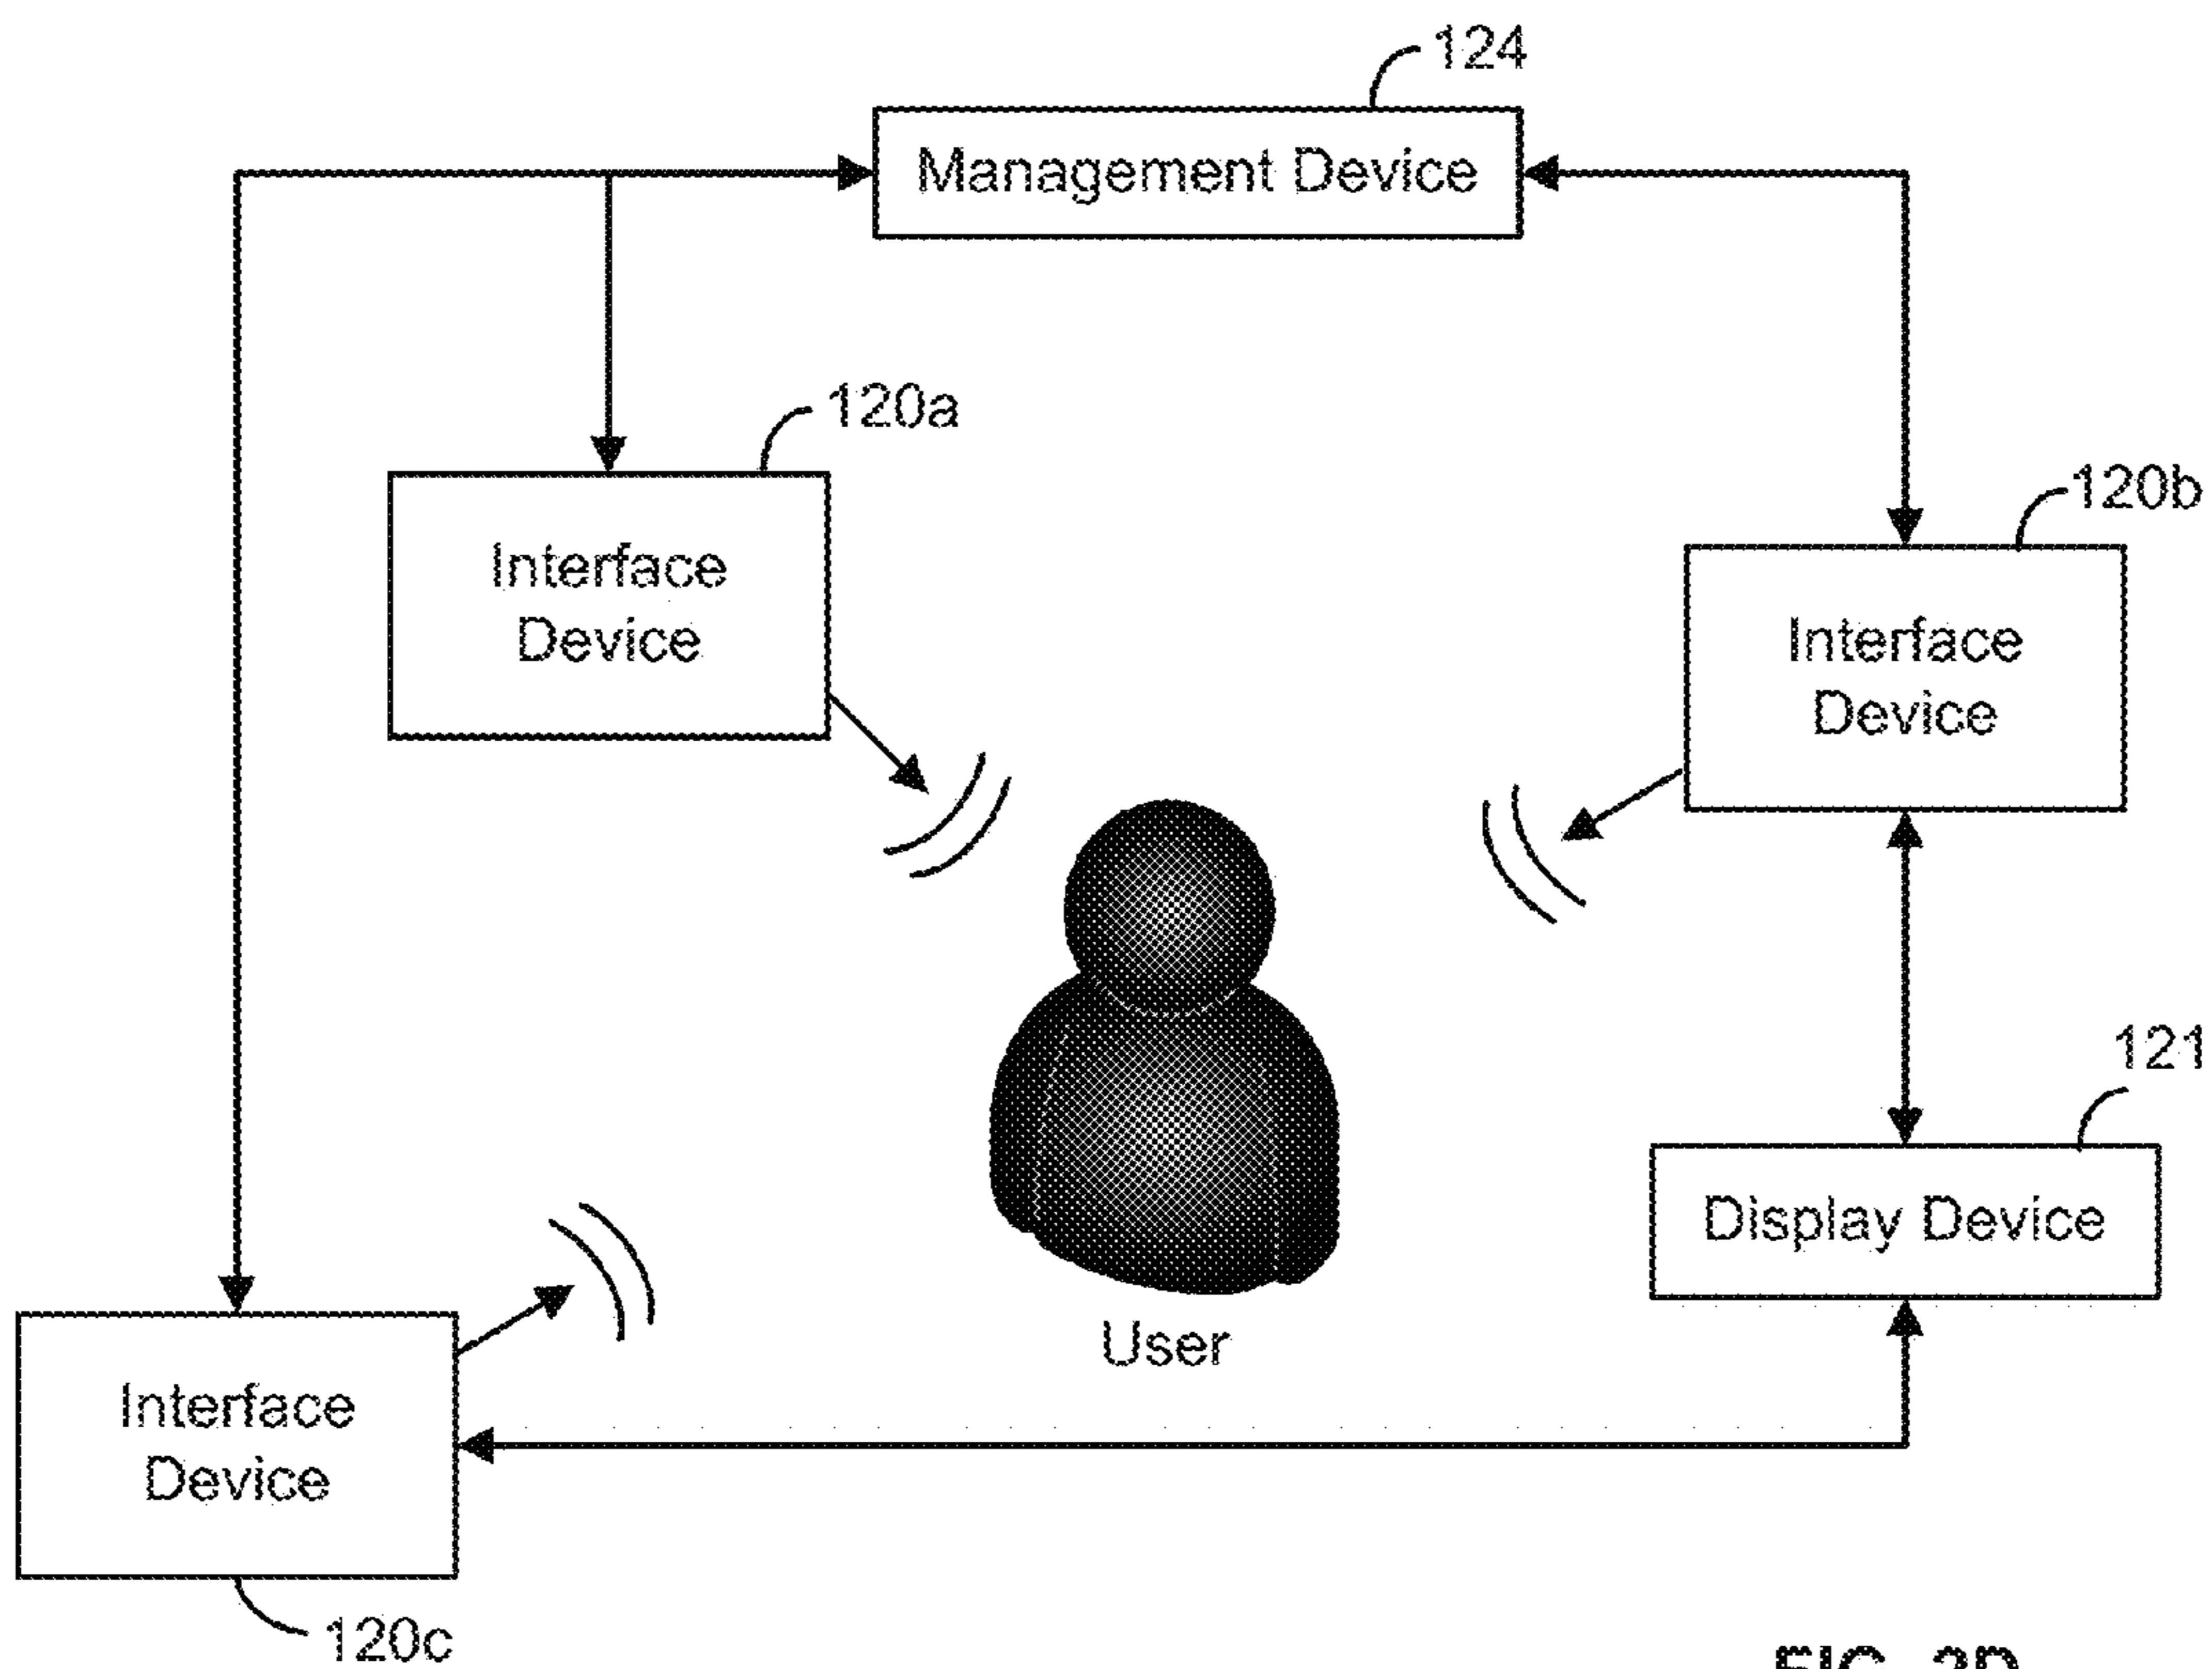 124
Management Device
120a
Interface
Device
120b
Interface
Device
121
Display Device
User
Interface
Device
120c